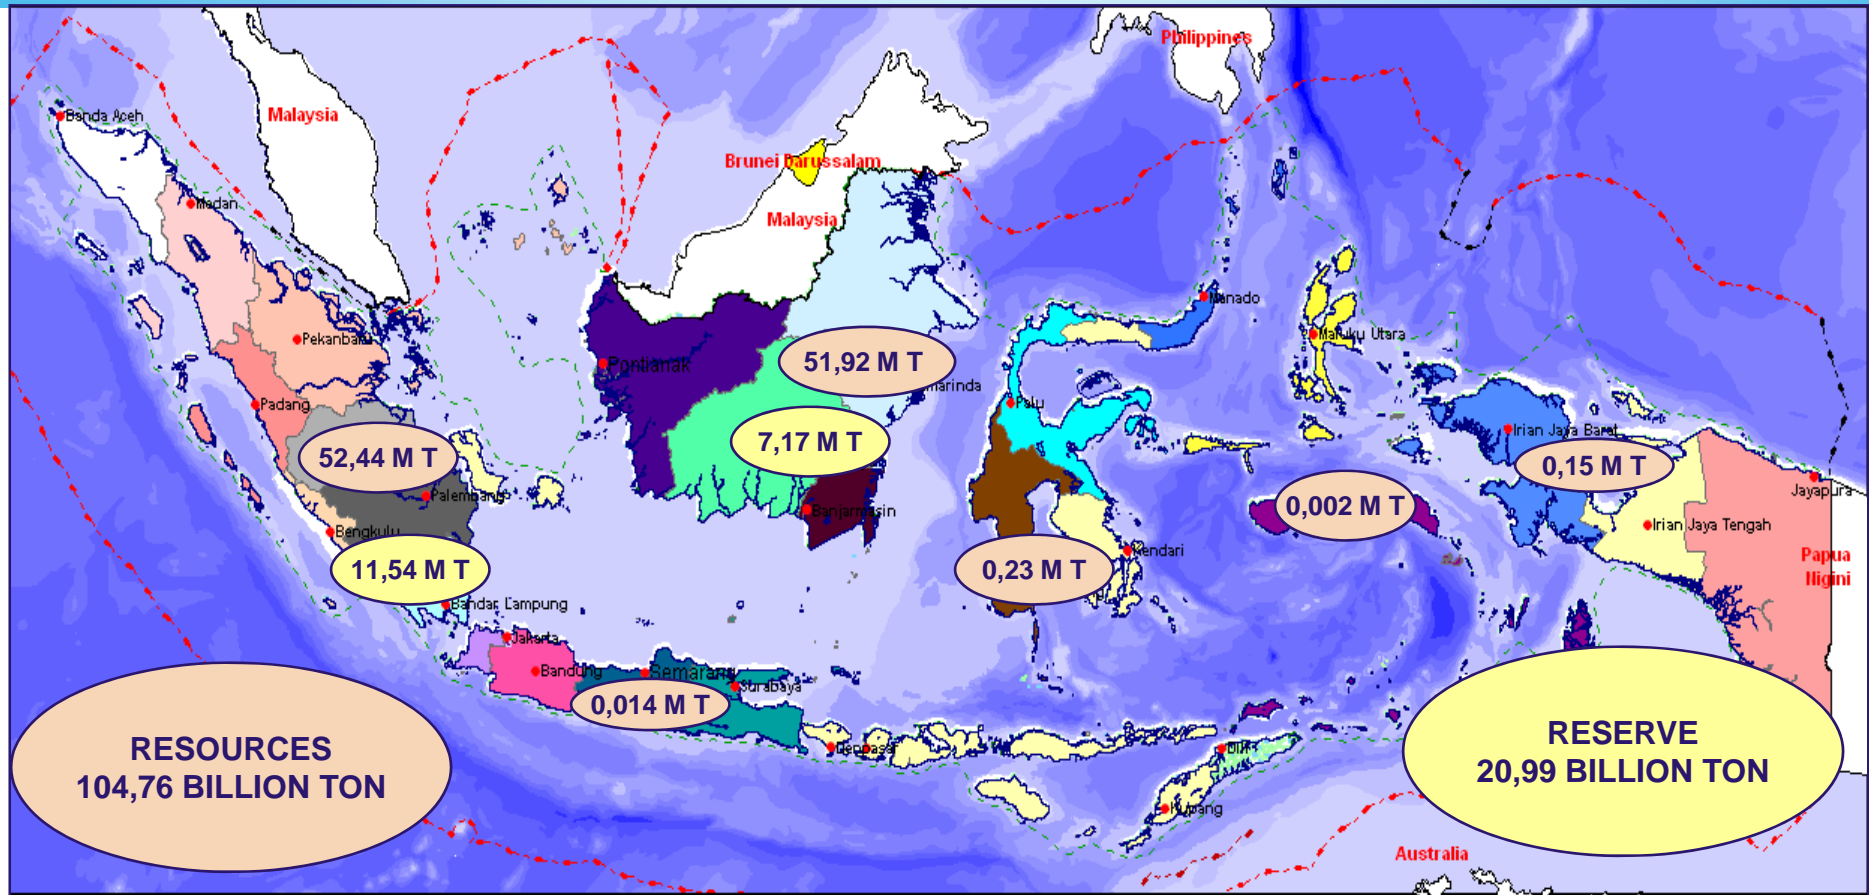 Philippines
Malaysia
Banda Aceh
Brunei Darussalam
Medan
Malaysia
Manado
Maluku Utara
Pekanbaru
51,92 M T
Pontianak
marinda
Palu
Padang
Irian Jaya Barat
7,17 M T
52,44 M T
0,15 M T
Jayapura
Palembang
0,002 M T
Banjarmasin
Irian Jaya Tengah
Bengkulu
Kendari
Papua
Nigini
11,54 M T
0,23 M T
Bandar Lampung
Jakarta
Bandung
Semarang
Surabaya
0,014 M T
RESOURCES
104,76 BILLION TON
RESERVE
20,99 BILLION TON
Denpasar
Dilli
Kupang
Australia